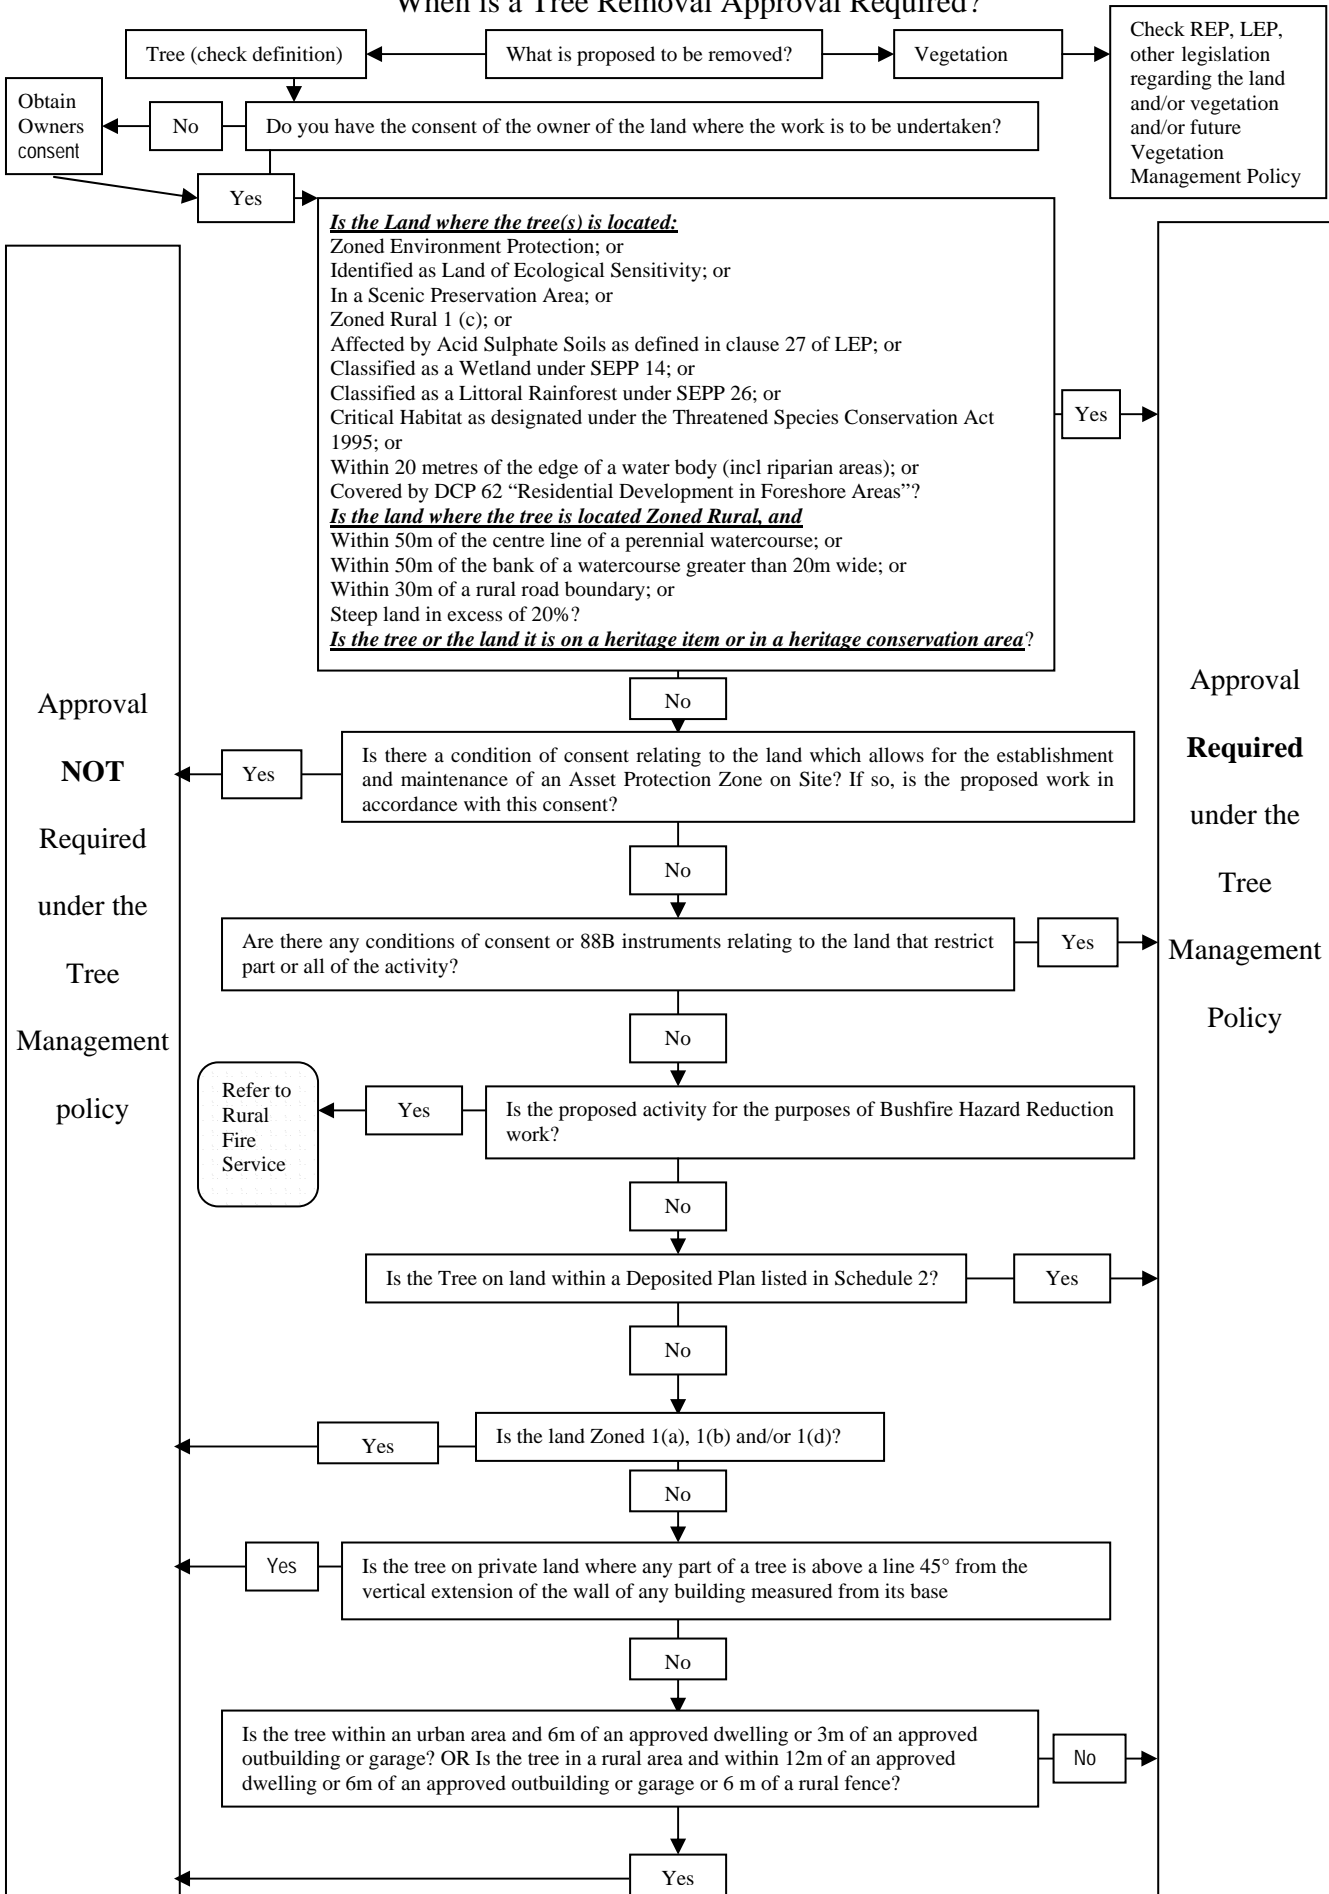 When is a Tree Removal Approval Required?
Tree (check definition)
What is proposed to be removed?
Vegetation
Check REP, LEP,
other legislation
regarding the land
and/or vegetation
and/or future
Vegetation
Management Policy
Obtain
Owners
consent
No
Do you have the consent of the owner of the land where the work is to be undertaken?
Yes
Is the Land where the tree(s) is located:
Zoned Environment Protection; or
Identified as Land of Ecological Sensitivity; or
In a Scenic Preservation Area; or
Zoned Rural 1 (c); or
Affected by Acid Sulphate Soils as defined in clause 27 of LEP; or
Classified as a Wetland under SEPP 14; or
Classified as a Littoral Rainforest under SEPP 26; or
Critical Habitat as designated under the Threatened Species Conservation Act
1995; or
Within 20 metres of the edge of a water body (incl riparian areas); or
Covered by DCP 62 “Residential Development in Foreshore Areas”?
Is the land where the tree is located Zoned Rural, and
Within 50m of the centre line of a perennial watercourse; or
Within 50m of the bank of a watercourse greater than 20m wide; or
Within 30m of a rural road boundary; or
Steep land in excess of 20%?
Is the tree or the land it is on a heritage item or in a heritage conservation area?
Yes
No
Approval
NOT
Required
under the
Tree
Management
policy
Approval
Required
under the
Tree
Management
Policy
Is there a condition of consent relating to the land which allows for the establishment
and maintenance of an Asset Protection Zone on Site? If so, is the proposed work in
accordance with this consent?
Yes
No
Are there any conditions of consent or 88B instruments relating to the land that restrict
part or all of the activity?
Yes
No
Refer to
Rural
Fire
Service
Yes
Is the proposed activity for the purposes of Bushfire Hazard Reduction
work?
No
Is the Tree on land within a Deposited Plan listed in Schedule 2?
Yes
No
Yes
Is the land Zoned 1(a), 1(b) and/or 1(d)?
No
Yes
Is the tree on private land where any part of a tree is above a line 45° from the
vertical extension of the wall of any building measured from its base
No
Is the tree within an urban area and 6m of an approved dwelling or 3m of an approved
outbuilding or garage? OR Is the tree in a rural area and within 12m of an approved
dwelling or 6m of an approved outbuilding or garage or 6 m of a rural fence?
No
Yes